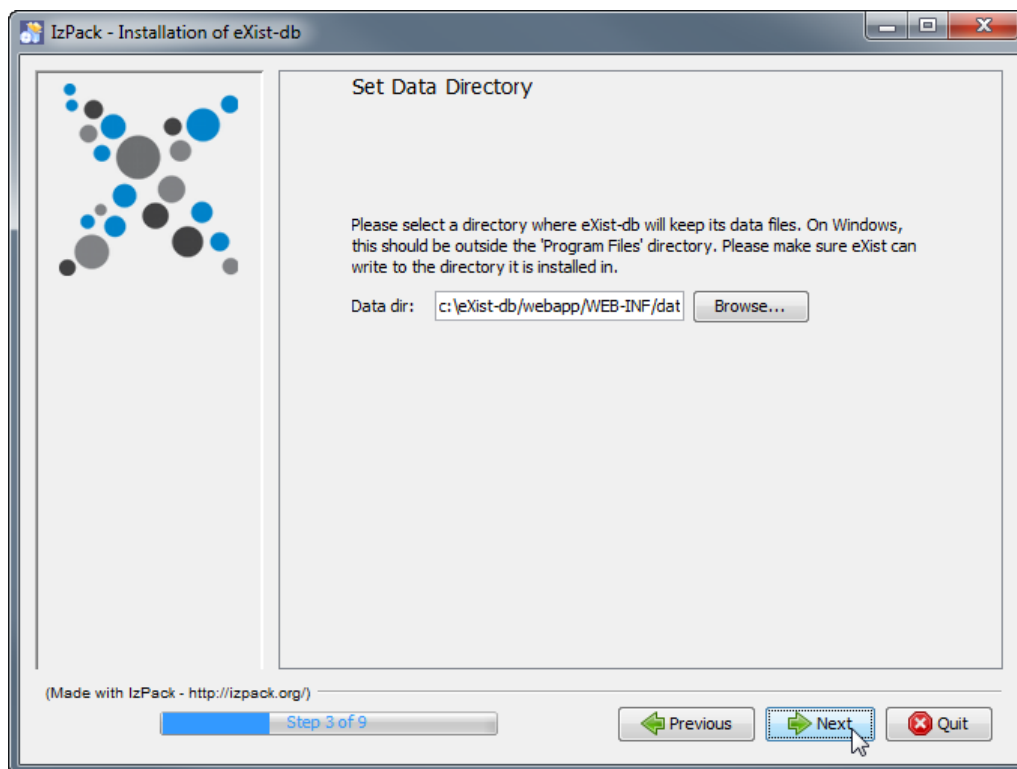 IzPack - Installation of eXist-db
Set Data Directory
Please select a directory where eXist-db will keep its data files. On Windows,
this should be outside the 'Program Files' directory. Please make sure eXist can
write to the directory it is installed in.
Data dir: c:\eXist-db/webapp/WEB-INF/dat Browse...
(Made with IzPack - http://izpack.org/)
Step 3 of 9 Previous Next Quit